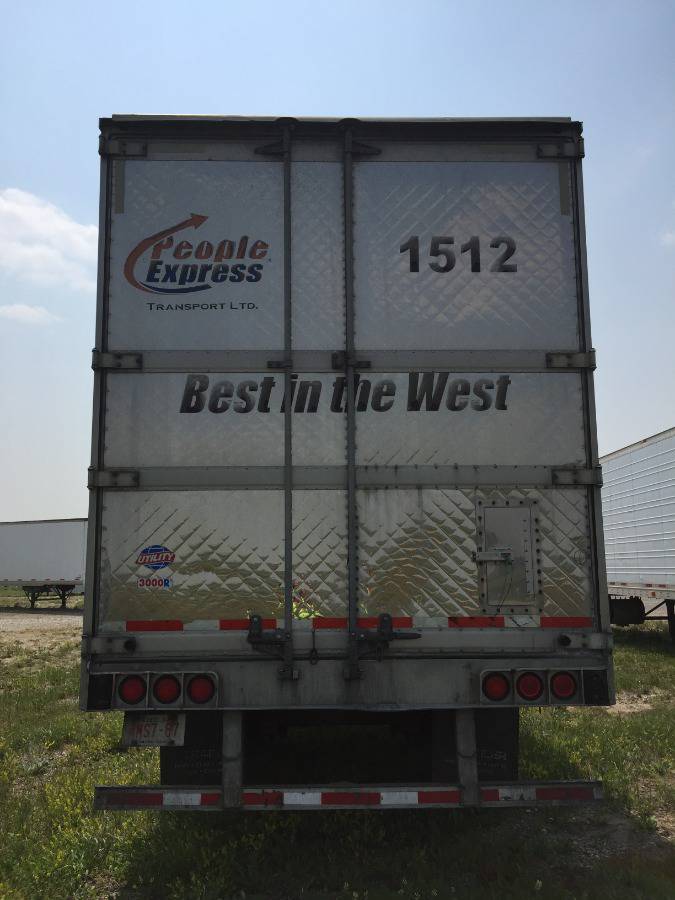 People
Express
TRANSPORT LTD.
1512
Best in the West
UTILITY
3000R